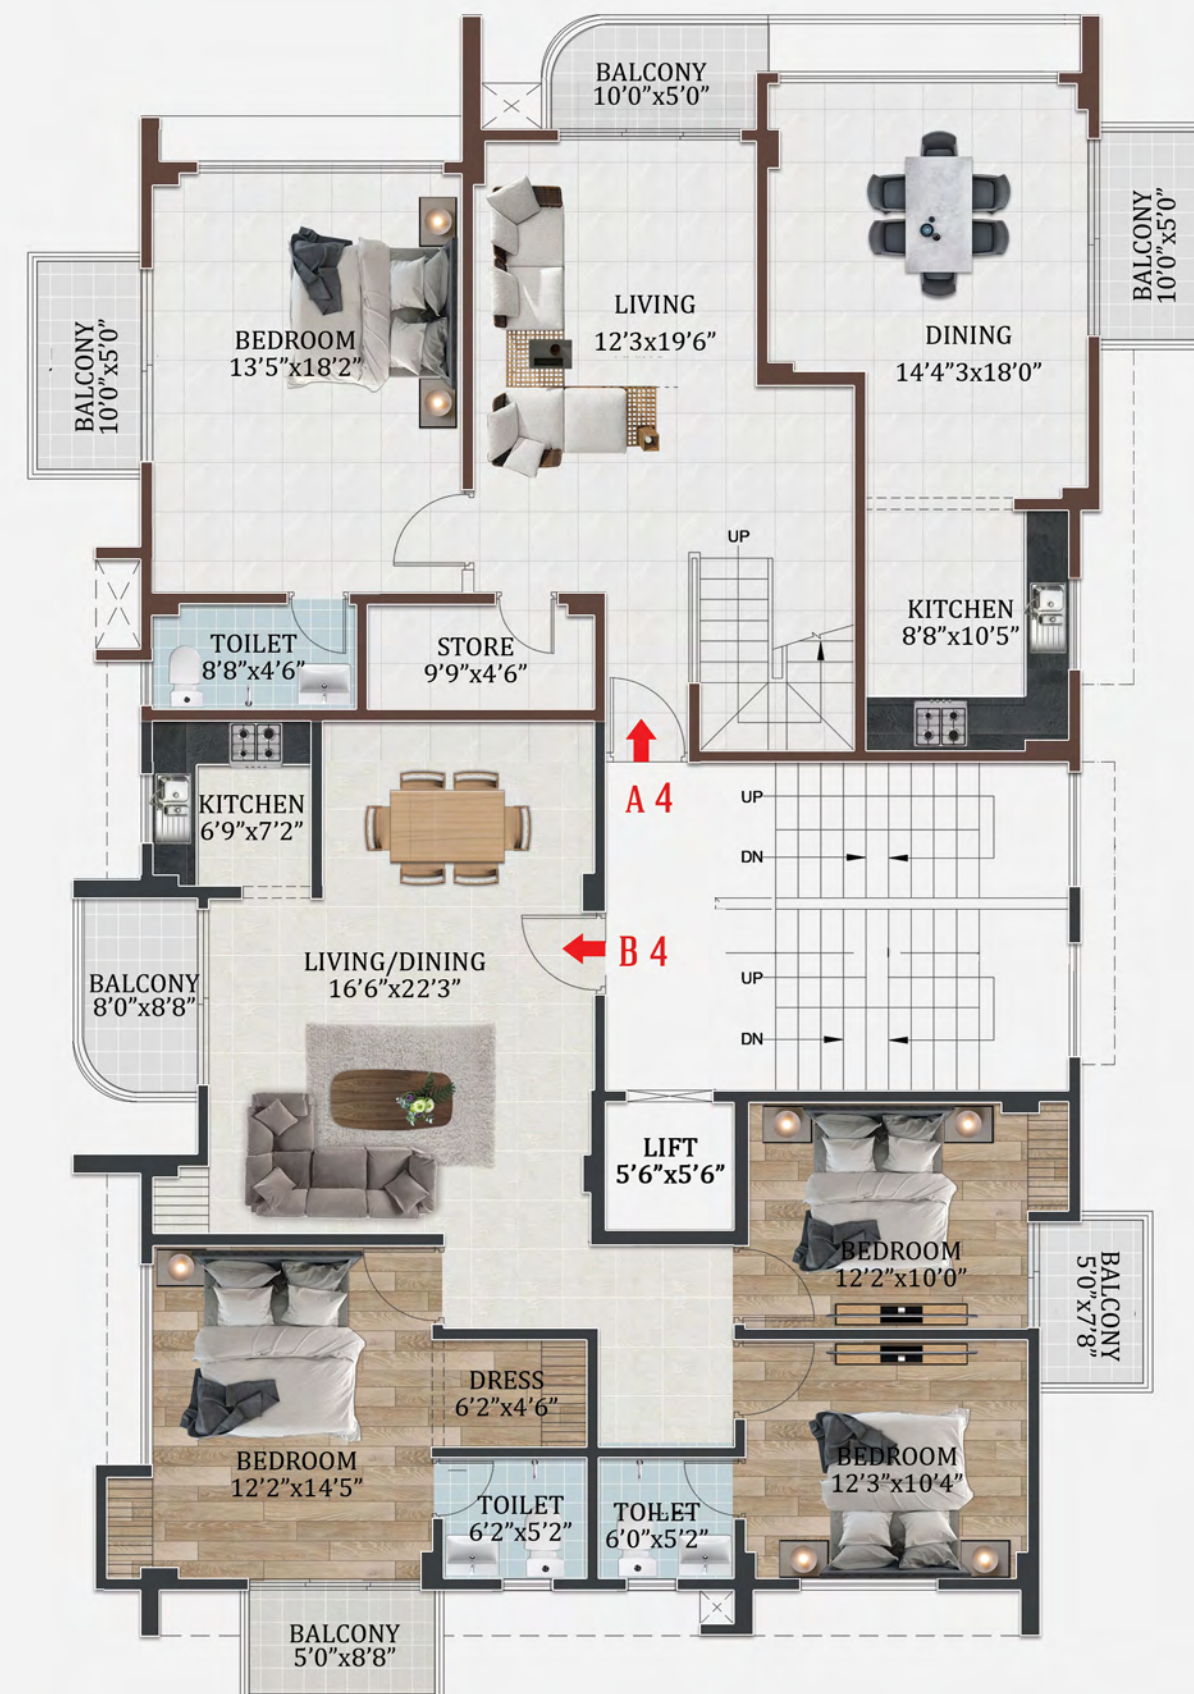 BALCONY
10'0"x5'0"
BALCONY
10'0"x5'0"
LIVING
12'3x19'6"
BEDROOM
13'5"x18'2"
DINING
14'4"3x18'0"
BALCONY
10'0"x5'0"
UP
KITCHEN
8'8"x10'5"
TOILET
8'8"x4'6"
STORE
9'9"x4'6"
A 4
UP
DN
KITCHEN
6'9"x7'2"
B 4
LIVING/DINING
16'6"x22'3"
BALCONY
8'0"x8'8"
UP
DN
LIFT
5'6"x5'6"
BEDROOM
12'2"x10'0"
BALCONY
5'0"x7'8"
DRESS
6'2"x4'6"
BEDROOM
12'2"x14'5"
BEDROOM
12'3"x10'4"
TOILET
6'2"x5'2"
TOILET
6'0"x5'2"
BALCONY
5'0"x8'8"